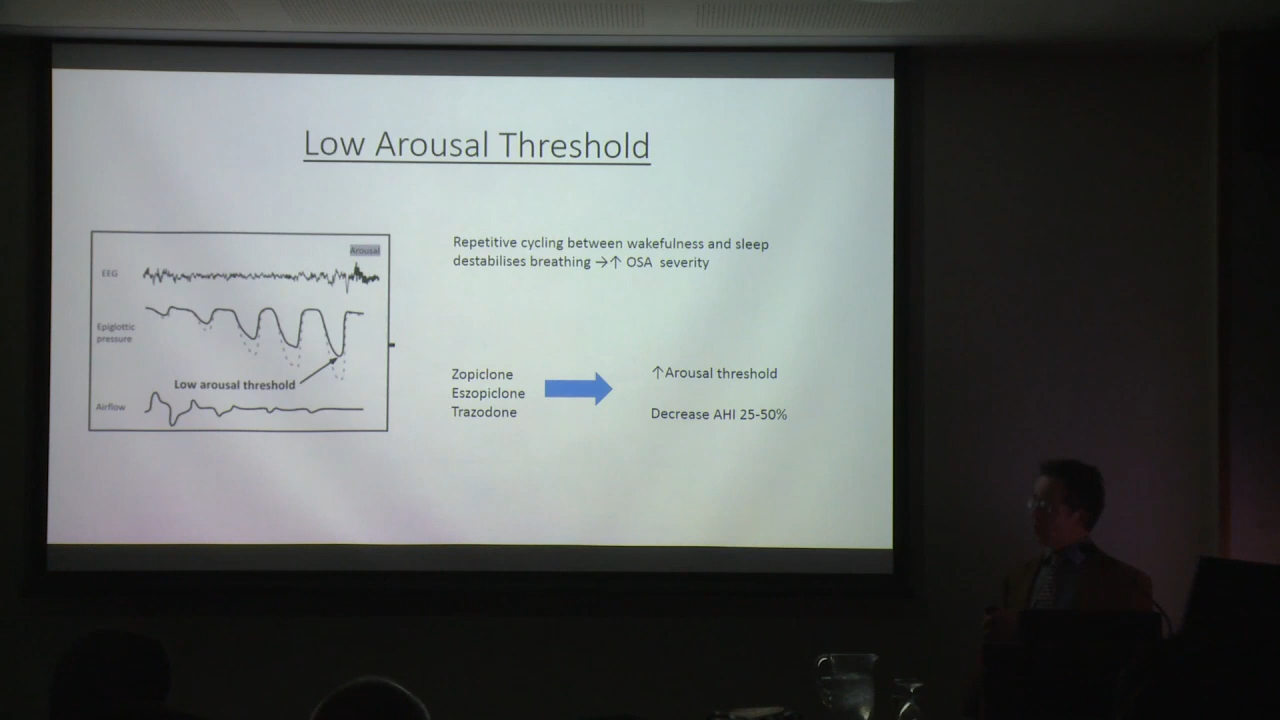 Low Arousal Threshold
Arousal
EEG
Epiglottic
pressure
Low arousal threshold
Airflow
Repetitive cycling between wakefulness and sleep
destabilises breathing →↑ OSA severity
Zopiclone
Eszopiclone
Trazodone
↑Arousal threshold
Decrease AHI 25-50%